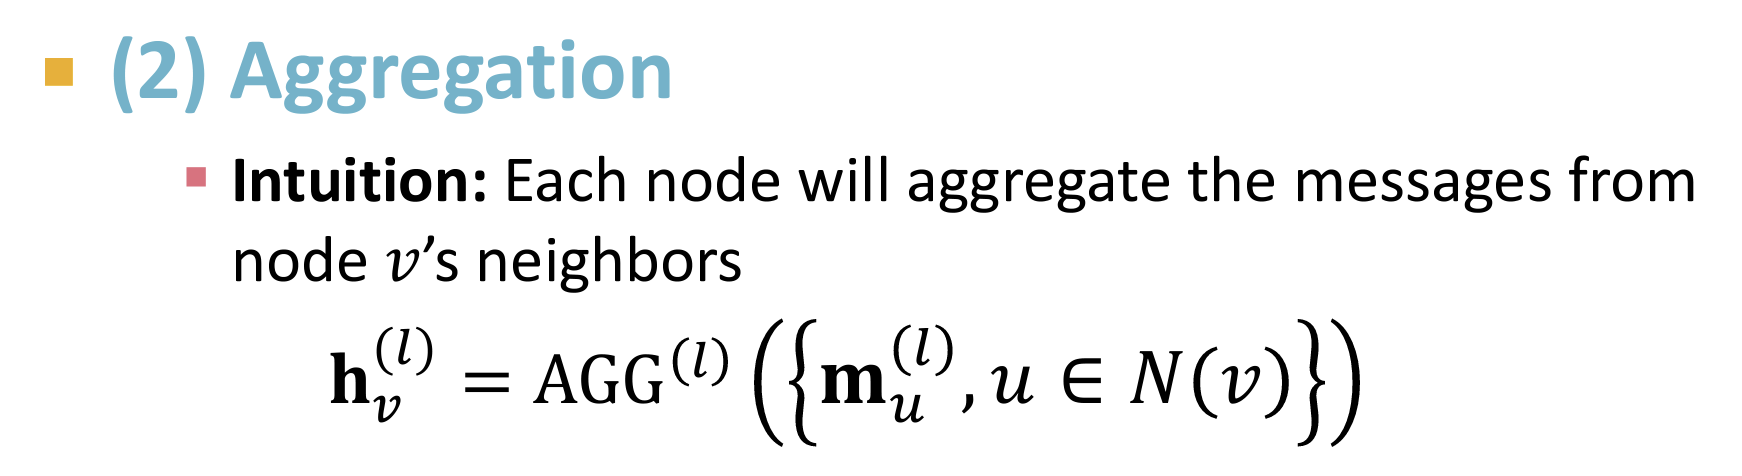 (2) Aggregation
Intuition: Each node will aggregate the messages from
node 𝑣's neighbors
𝐡_𝑣^(𝑙) = AGG^(𝑙) ({𝐦_𝑢^(𝑙), 𝑢 ∈ 𝑁(𝑣)})